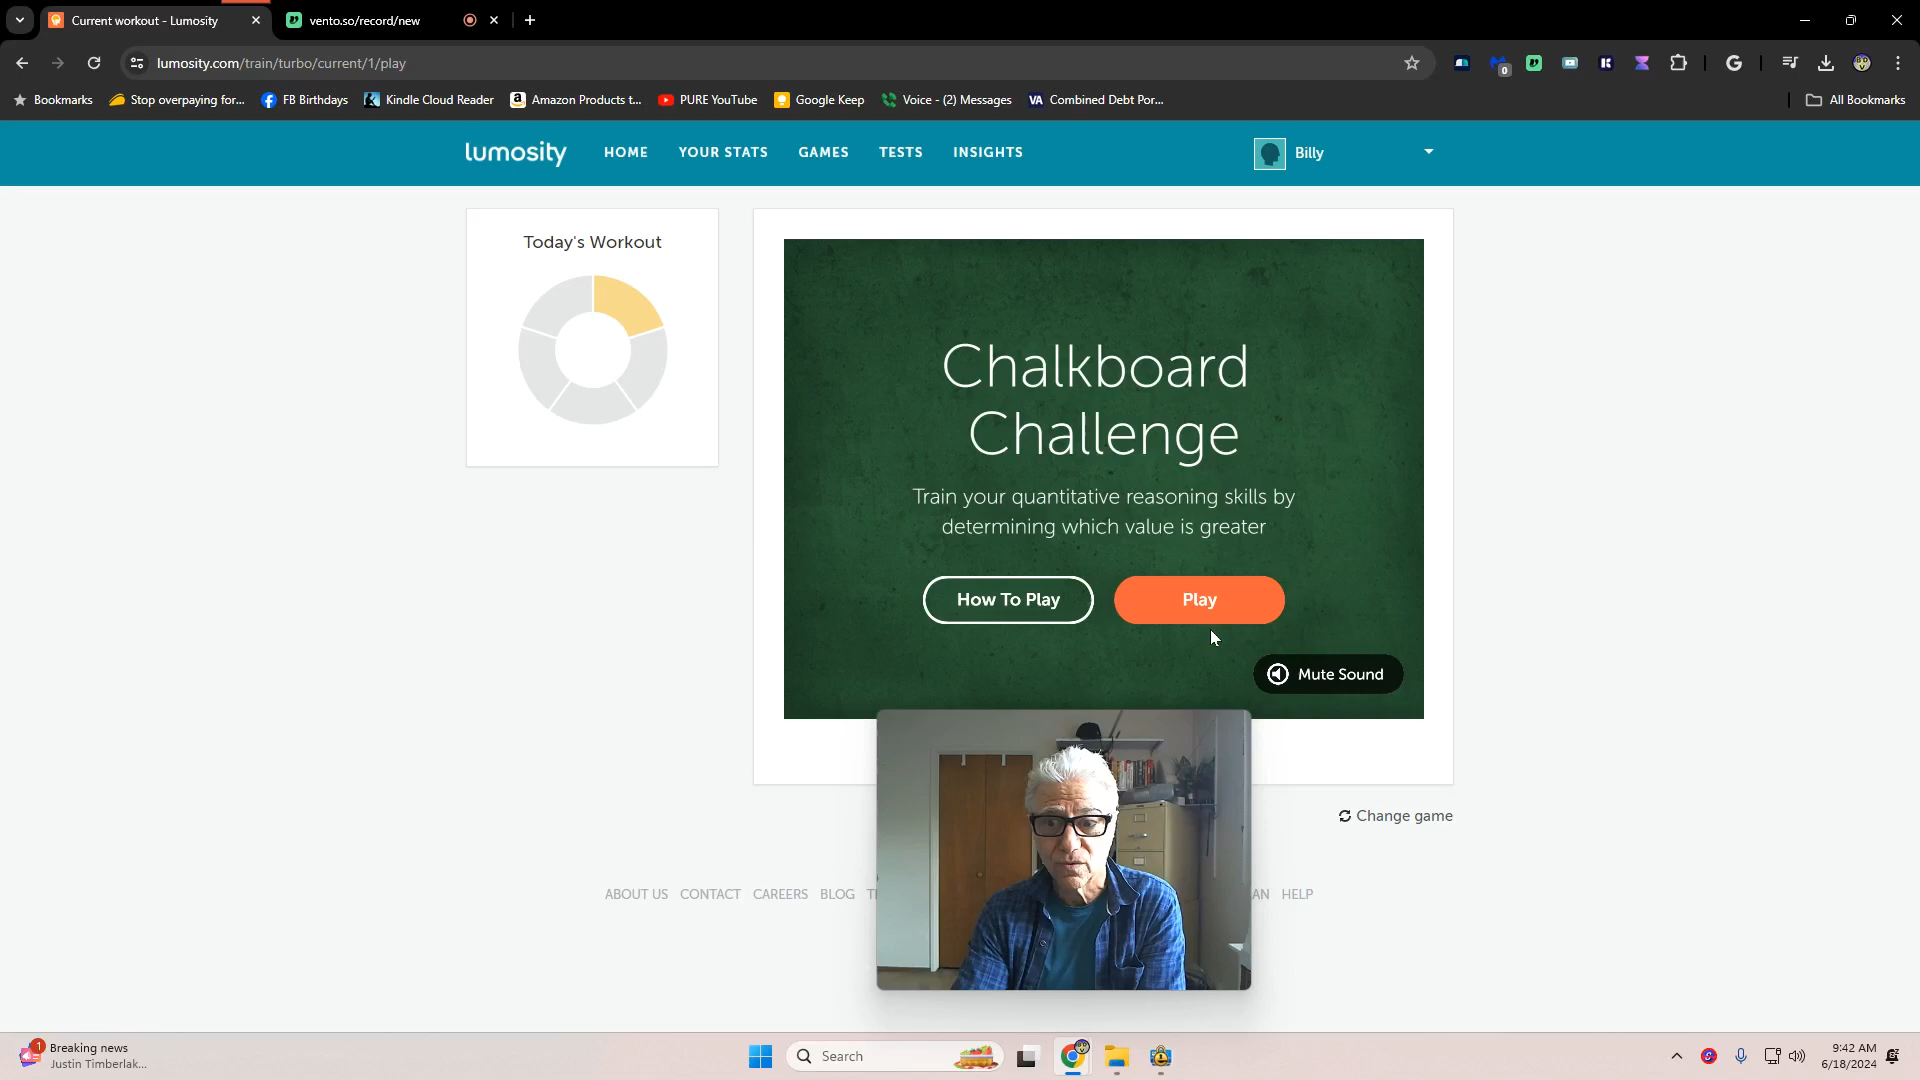 Current workout - Lumosity
vento.so/record/new
lumosity.com/train/turbo/current/1/play
0
Bookmarks
Stop overpaying for...
FB Birthdays
Kindle Cloud Reader
Amazon Products t...
PURE YouTube
Google Keep
Voice - (2) Messages
VA Combined Debt Por...
All Bookmarks
lumosity
HOME
YOUR STATS
GAMES
TESTS
INSIGHTS
Billy
Today's Workout
Chalkboard
Challenge
Train your quantitative reasoning skills by
determining which value is greater
How To Play
Play
Mute Sound
Change game
ABOUT US
CONTACT
CAREERS
BLOG
HELP
1
Breaking news
Justin Timberlak...
Search
9:42 AM
6/18/2024